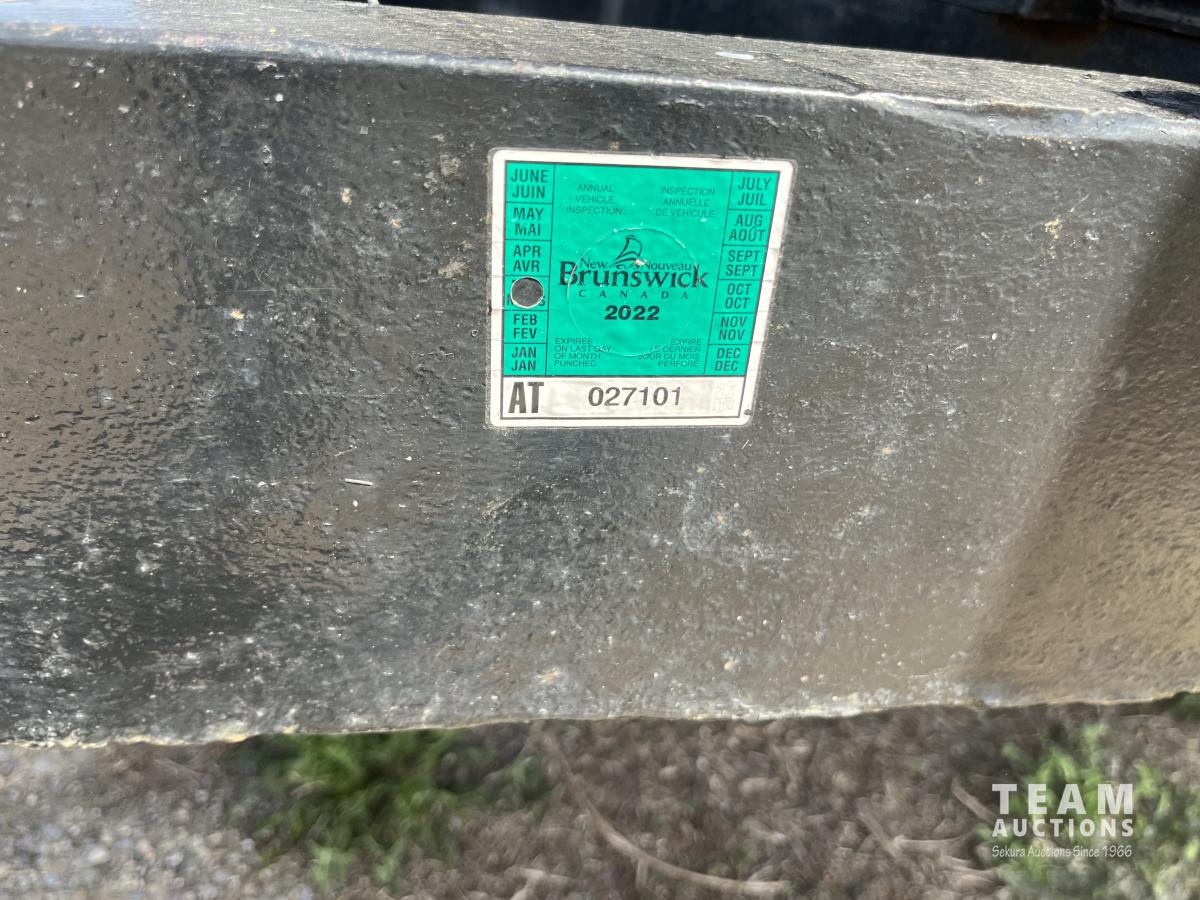 JUNE
JUIN
MAY
MAI
APR
AVR
FEB
FEV
JAN
JAN
ANNUAL
VEHICLE
INSPECTION
INSPECTION
ANNUELLE
DE VÉHICULE
New Nouveau
Brunswick
CANADA
2022
EXPIRES
ON LAST DAY
OF MONTH
PUNCHED
EXPIRE
LE DERNIER
JOUR DU MOIS
PERFORÉ
JULY
JUIL
AUG
AOÛT
SEPT
SEPT
OCT
OCT
NOV
NOV
DEC
DEC
AT 027101
TEAM
AUCTIONS
Sekura Auctions Since 1966